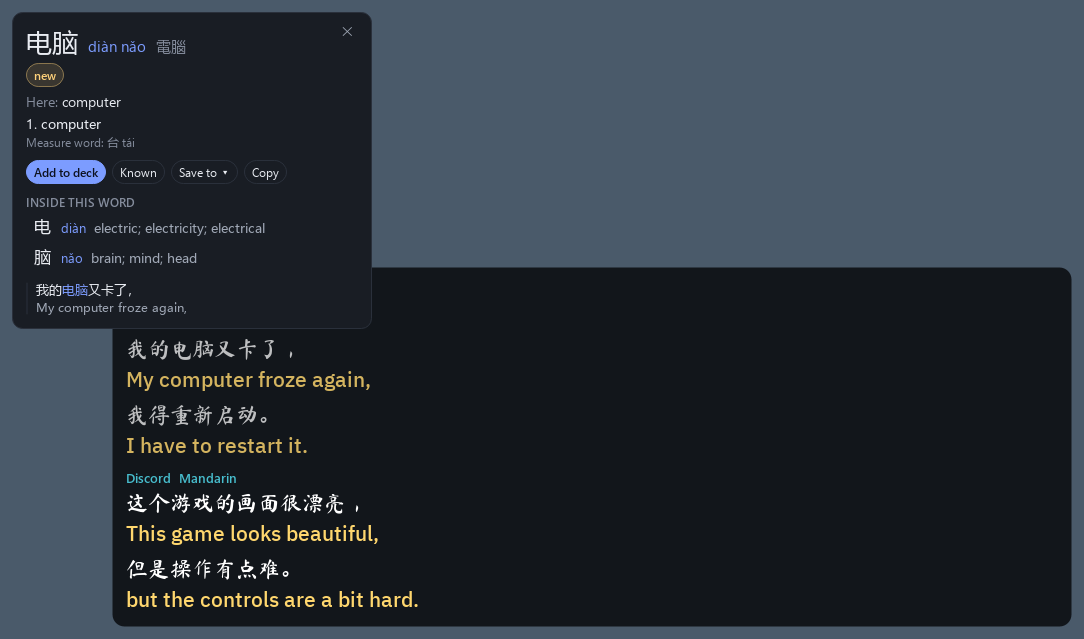 电脑 diàn nǎo 電腦
new
Here: computer
1. computer
Measure word: 台 tái
Add to deck Known Save to ▾ Copy
INSIDE THIS WORD
电 diàn electric; electricity; electrical
脑 nǎo brain; mind; head
我的电脑又卡了，
My computer froze again,
我的电脑又卡了，
My computer froze again,
我得重新启动。
I have to restart it.
Discord Mandarin
这个游戏的画面很漂亮，
This game looks beautiful,
但是操作有点难。
but the controls are a bit hard.